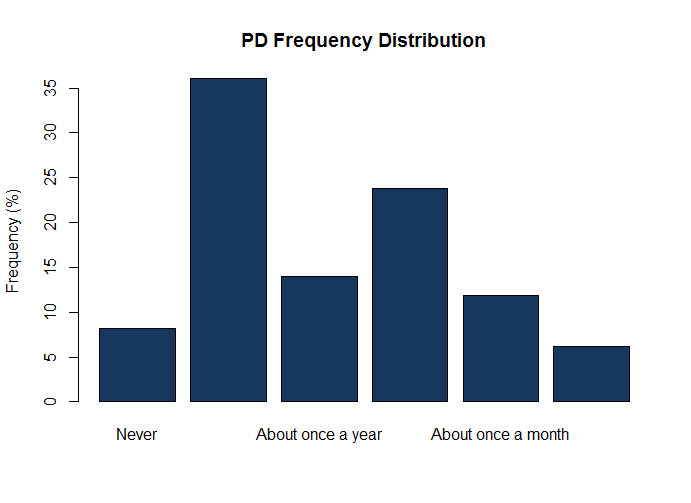 PD Frequency Distribution
Frequency (%)
35
30
25
20
15
10
5
0
Never
About once a year
About once a month